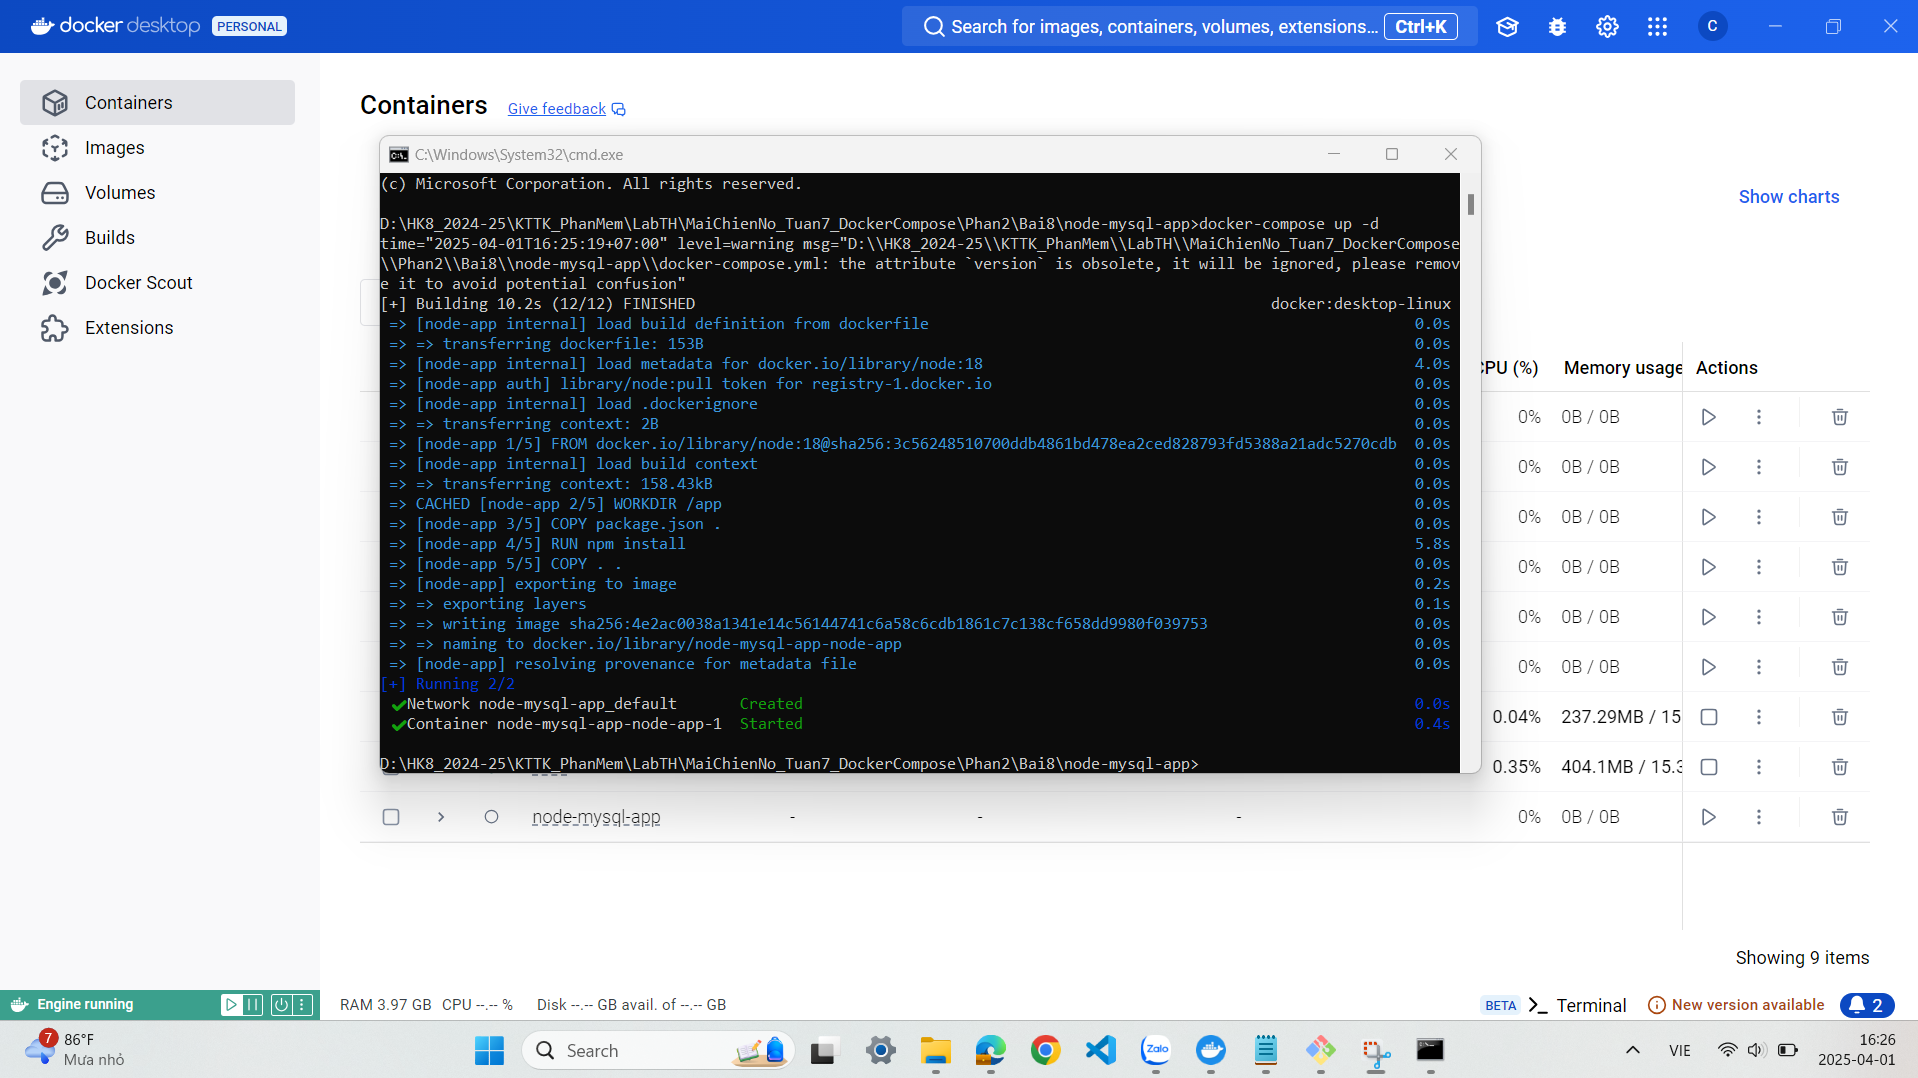 docker desktop PERSONAL
Search for images, containers, volumes, extensions... Ctrl+K
C
Containers
Images
Volumes
Builds
Docker Scout
Extensions
Containers
Give feedback
Show charts
C:\Windows\System32\cmd.exe
(c) Microsoft Corporation. All rights reserved.
D:\HK8_2024-25\KTTK_PhanMem\LabTH\MaiChienNo_Tuan7_DockerCompose\Phan2\Bai8\node-mysql-app>docker-compose up -d
time="2025-04-01T16:25:19+07:00" level=warning msg="D:\\HK8_2024-25\\KTTK_PhanMem\\LabTH\\MaiChienNo_Tuan7_DockerCompose
\\Phan2\\Bai8\\node-mysql-app\\docker-compose.yml: the attribute `version` is obsolete, it will be ignored, please remov
e it to avoid potential confusion"
[+] Building 10.2s (12/12) FINISHED docker:desktop-linux
=> [node-app internal] load build definition from dockerfile 0.0s
=> => transferring dockerfile: 153B 0.0s
=> [node-app internal] load metadata for docker.io/library/node:18 4.0s
=> [node-app auth] library/node:pull token for registry-1.docker.io 0.0s
=> [node-app internal] load .dockerignore 0.0s
=> => transferring context: 2B 0.0s
=> [node-app 1/5] FROM docker.io/library/node:18@sha256:3c56248510700ddb4861bd478ea2ced828793fd5388a21adc5270cdb 0.0s
=> [node-app internal] load build context 0.0s
=> => transferring context: 158.43kB 0.0s
=> CACHED [node-app 2/5] WORKDIR /app 0.0s
=> [node-app 3/5] COPY package.json . 0.0s
=> [node-app 4/5] RUN npm install 5.8s
=> [node-app 5/5] COPY . . 0.0s
=> [node-app] exporting to image 0.2s
=> => exporting layers 0.1s
=> => writing image sha256:4e2ac0038a1341e14c56144741c6a58c6cdb1861c7c138cf658dd9980f039753 0.0s
=> => naming to docker.io/library/node-mysql-app-node-app 0.0s
=> [node-app] resolving provenance for metadata file 0.0s
[+] Running 2/2
✔Network node-mysql-app_default Created 0.0s
✔Container node-mysql-app-node-app-1 Started 0.4s
D:\HK8_2024-25\KTTK_PhanMem\LabTH\MaiChienNo_Tuan7_DockerCompose\Phan2\Bai8\node-mysql-app>
CPU (%) Memory usage Actions
0% 0B / 0B
0% 0B / 0B
0% 0B / 0B
0% 0B / 0B
0% 0B / 0B
0% 0B / 0B
0.04% 237.29MB / 15
0.35% 404.1MB / 15.3
node-mysql-app - - - 0% 0B / 0B
Showing 9 items
Engine running
RAM 3.97 GB CPU --.-- % Disk --.-- GB avail. of --.-- GB
BETA >_ Terminal New version available 2
7 86°F
Mưa nhỏ
Search
Zalo
VIE
16:26
2025-04-01